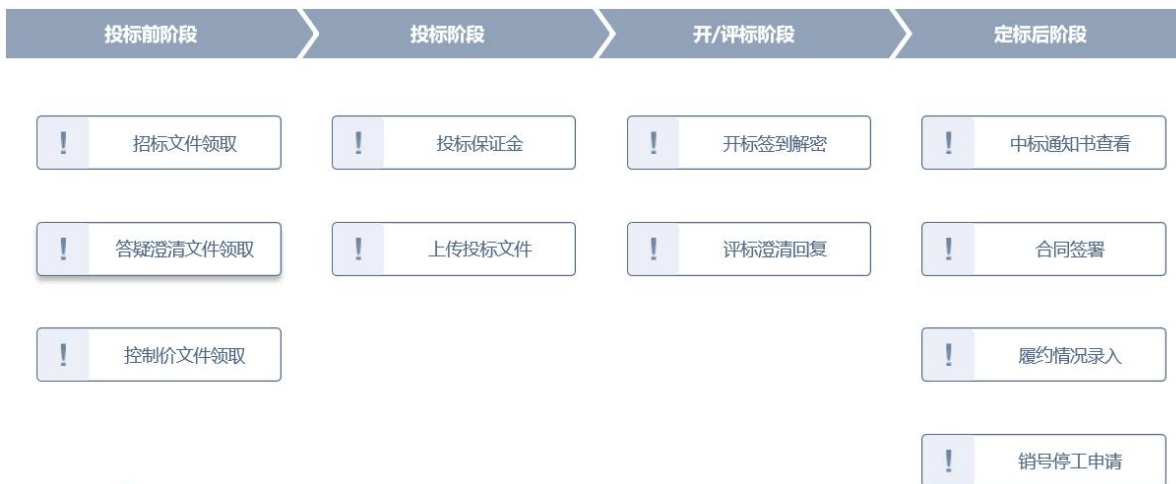 投标前阶段
投标阶段
开/评标阶段
定标后阶段
! 招标文件领取
! 投标保证金
! 开标签到解密
! 中标通知书查看
! 答疑澄清文件领取
! 上传投标文件
! 评标澄清回复
! 合同签署
! 控制价文件领取
! 履约情况录入
! 销号停工申请